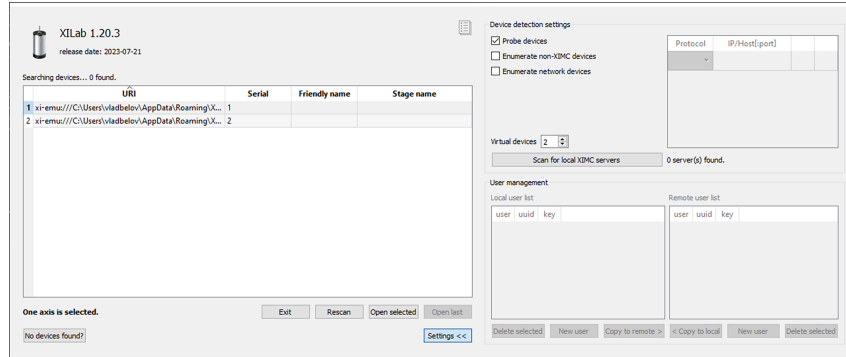 XILab 1.20.3
release date: 2023-07-21
Searching devices... 0 found.
URI Serial Friendly name Stage name
1 xi-emu:///C:\Users\vladbelov\AppData\Roaming\X... 1
2 xi-emu:///C:\Users\vladbelov\AppData\Roaming\X... 2
One axis is selected.
Exit Rescan Open selected Open last
No devices found? Settings <<
Device detection settings
Probe devices
Enumerate non-XIMC devices
Enumerate network devices
Protocol IP/Host[:port]
Virtual devices 2
Scan for local XIMC servers 0 server(s) found.
User management
Local user list Remote user list
user uuid key user uuid key
Delete selected New user Copy to remote > < Copy to local New user Delete selected